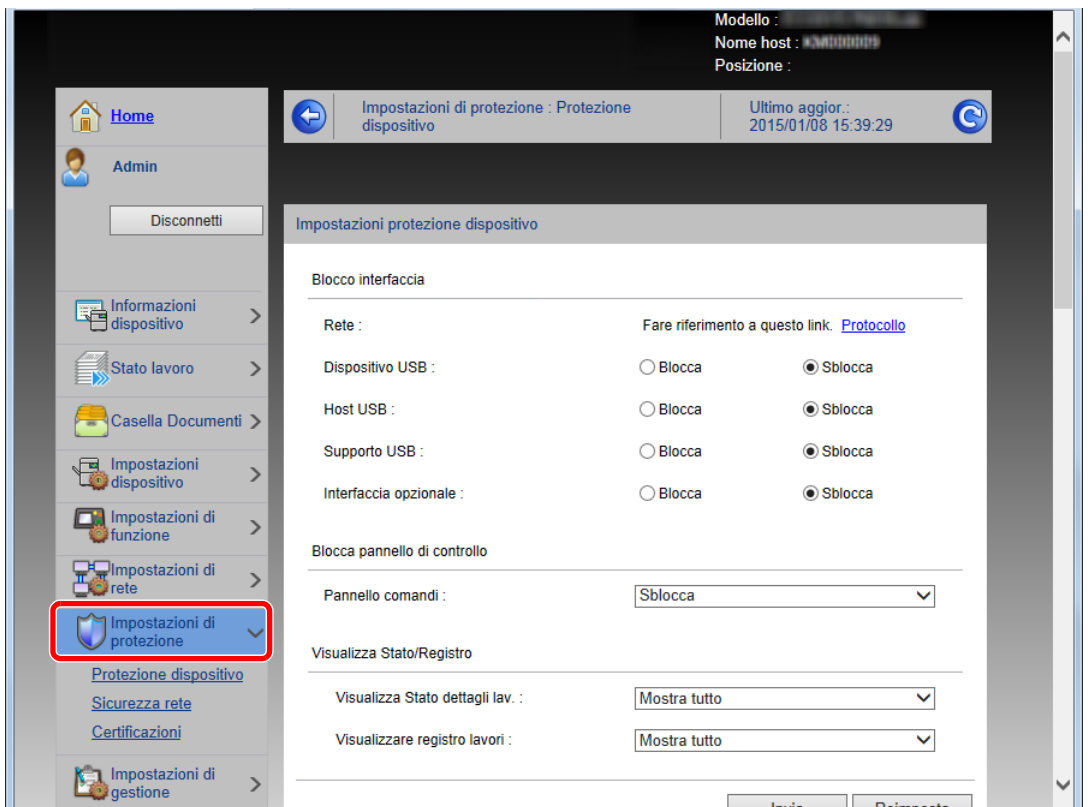 Modello :
Nome host :
Posizione :
Home
Admin
Disconnetti
Informazioni
dispositivo
Stato lavoro
Casella Documenti
Impostazioni
dispositivo
Impostazioni di
funzione
Impostazioni di
rete
Impostazioni di
protezione
Protezione dispositivo
Sicurezza rete
Certificazioni
Impostazioni di
gestione
Impostazioni di protezione : Protezione
dispositivo
Ultimo aggior.:
2015/01/08 15:39:29
Impostazioni protezione dispositivo
Blocco interfaccia
Rete : Fare riferimento a questo link. Protocollo
Dispositivo USB : Blocca Sblocca
Host USB : Blocca Sblocca
Supporto USB : Blocca Sblocca
Interfaccia opzionale : Blocca Sblocca
Blocca pannello di controllo
Pannello comandi : Sblocca
Visualizza Stato/Registro
Visualizza Stato dettagli lav. : Mostra tutto
Visualizzare registro lavori : Mostra tutto